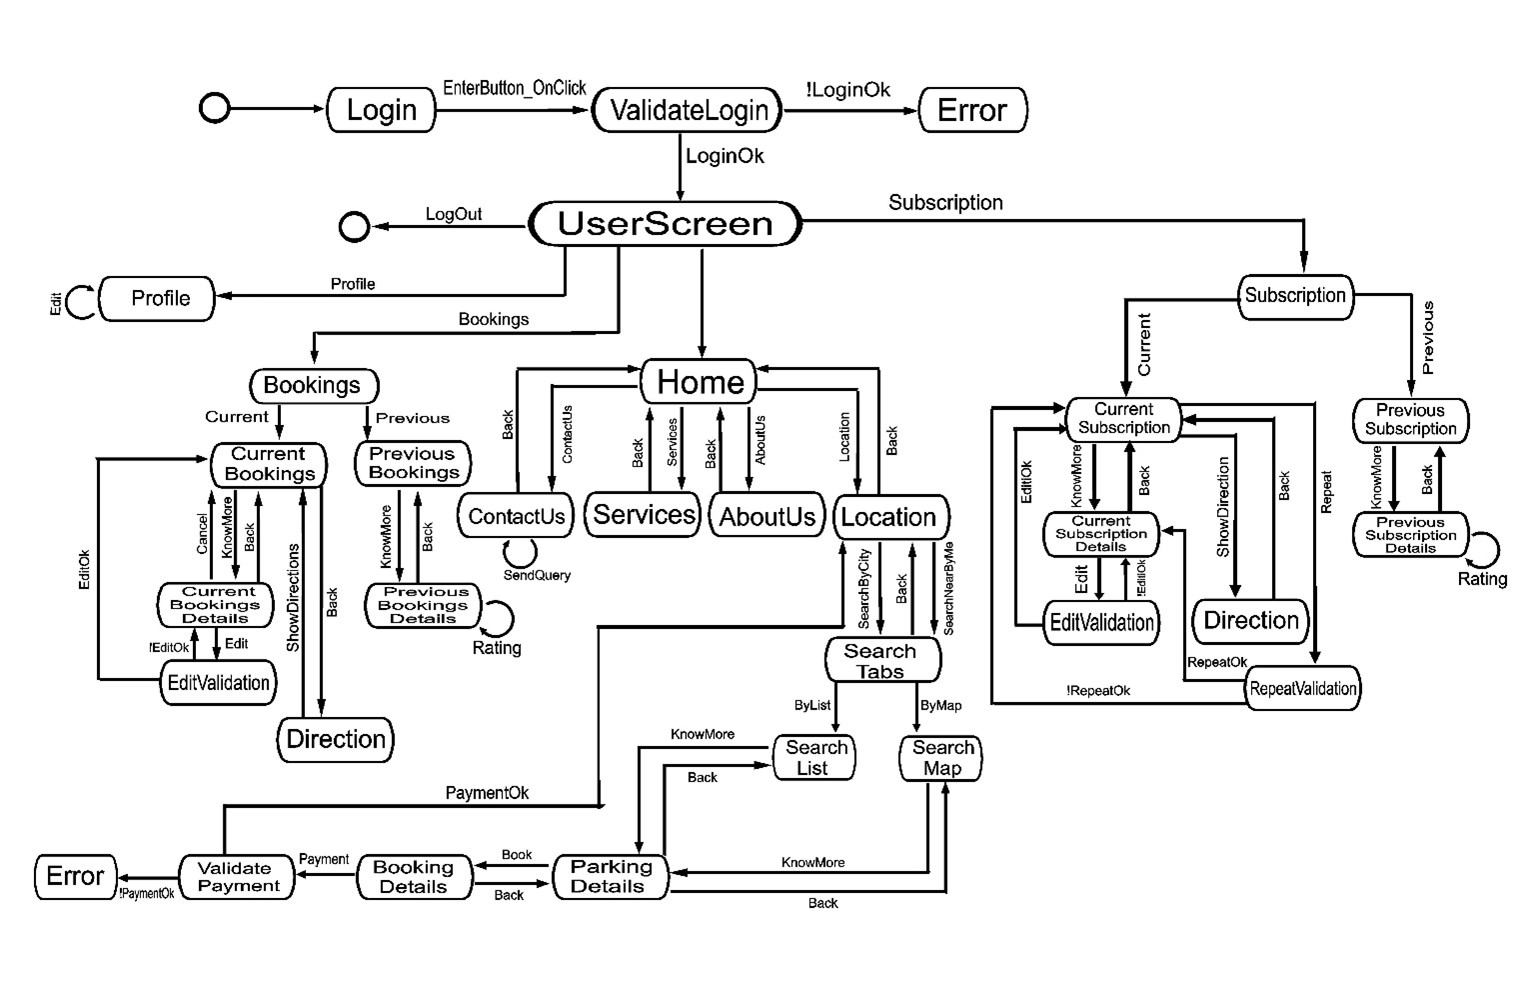 EnterButton_OnClick
!LoginOk
Login
ValidateLogin
Error
LoginOk
Subscription
LogOut
UserScreen
Profile
Edit
Profile
Subscription
Bookings
Current
Previous
Bookings
Home
Current
Previous
Back
ContactUs
Back
Services
Back
AboutUs
Location
Back
Current
Subscription
Previous
Subscription
Current
Bookings
Previous
Bookings
EditOk
KnowMore
Back
ShowDirection
Back
Repeat
KnowMore
Back
ContactUs
Services
AboutUs
Location
Cancel
KnowMore
Back
KnowMore
Back
Current
Subscription
Details
Previous
Subscription
Details
SendQuery
Rating
EditOk
ShowDirections
Back
SearchByCity
Back
SearchNearByMe
Edit
!EditOk
Current
Bookings
Details
Previous
Bookings
Details
EditValidation
Direction
!EditOk
Edit
Rating
Search
Tabs
RepeatOk
EditValidation
!RepeatOk
RepeatValidation
ByList
ByMap
Direction
KnowMore
Search
List
Search
Map
Back
PaymentOk
Payment
Book
KnowMore
Error
Validate
Payment
Booking
Details
Parking
Details
!PaymentOk
Back
Back